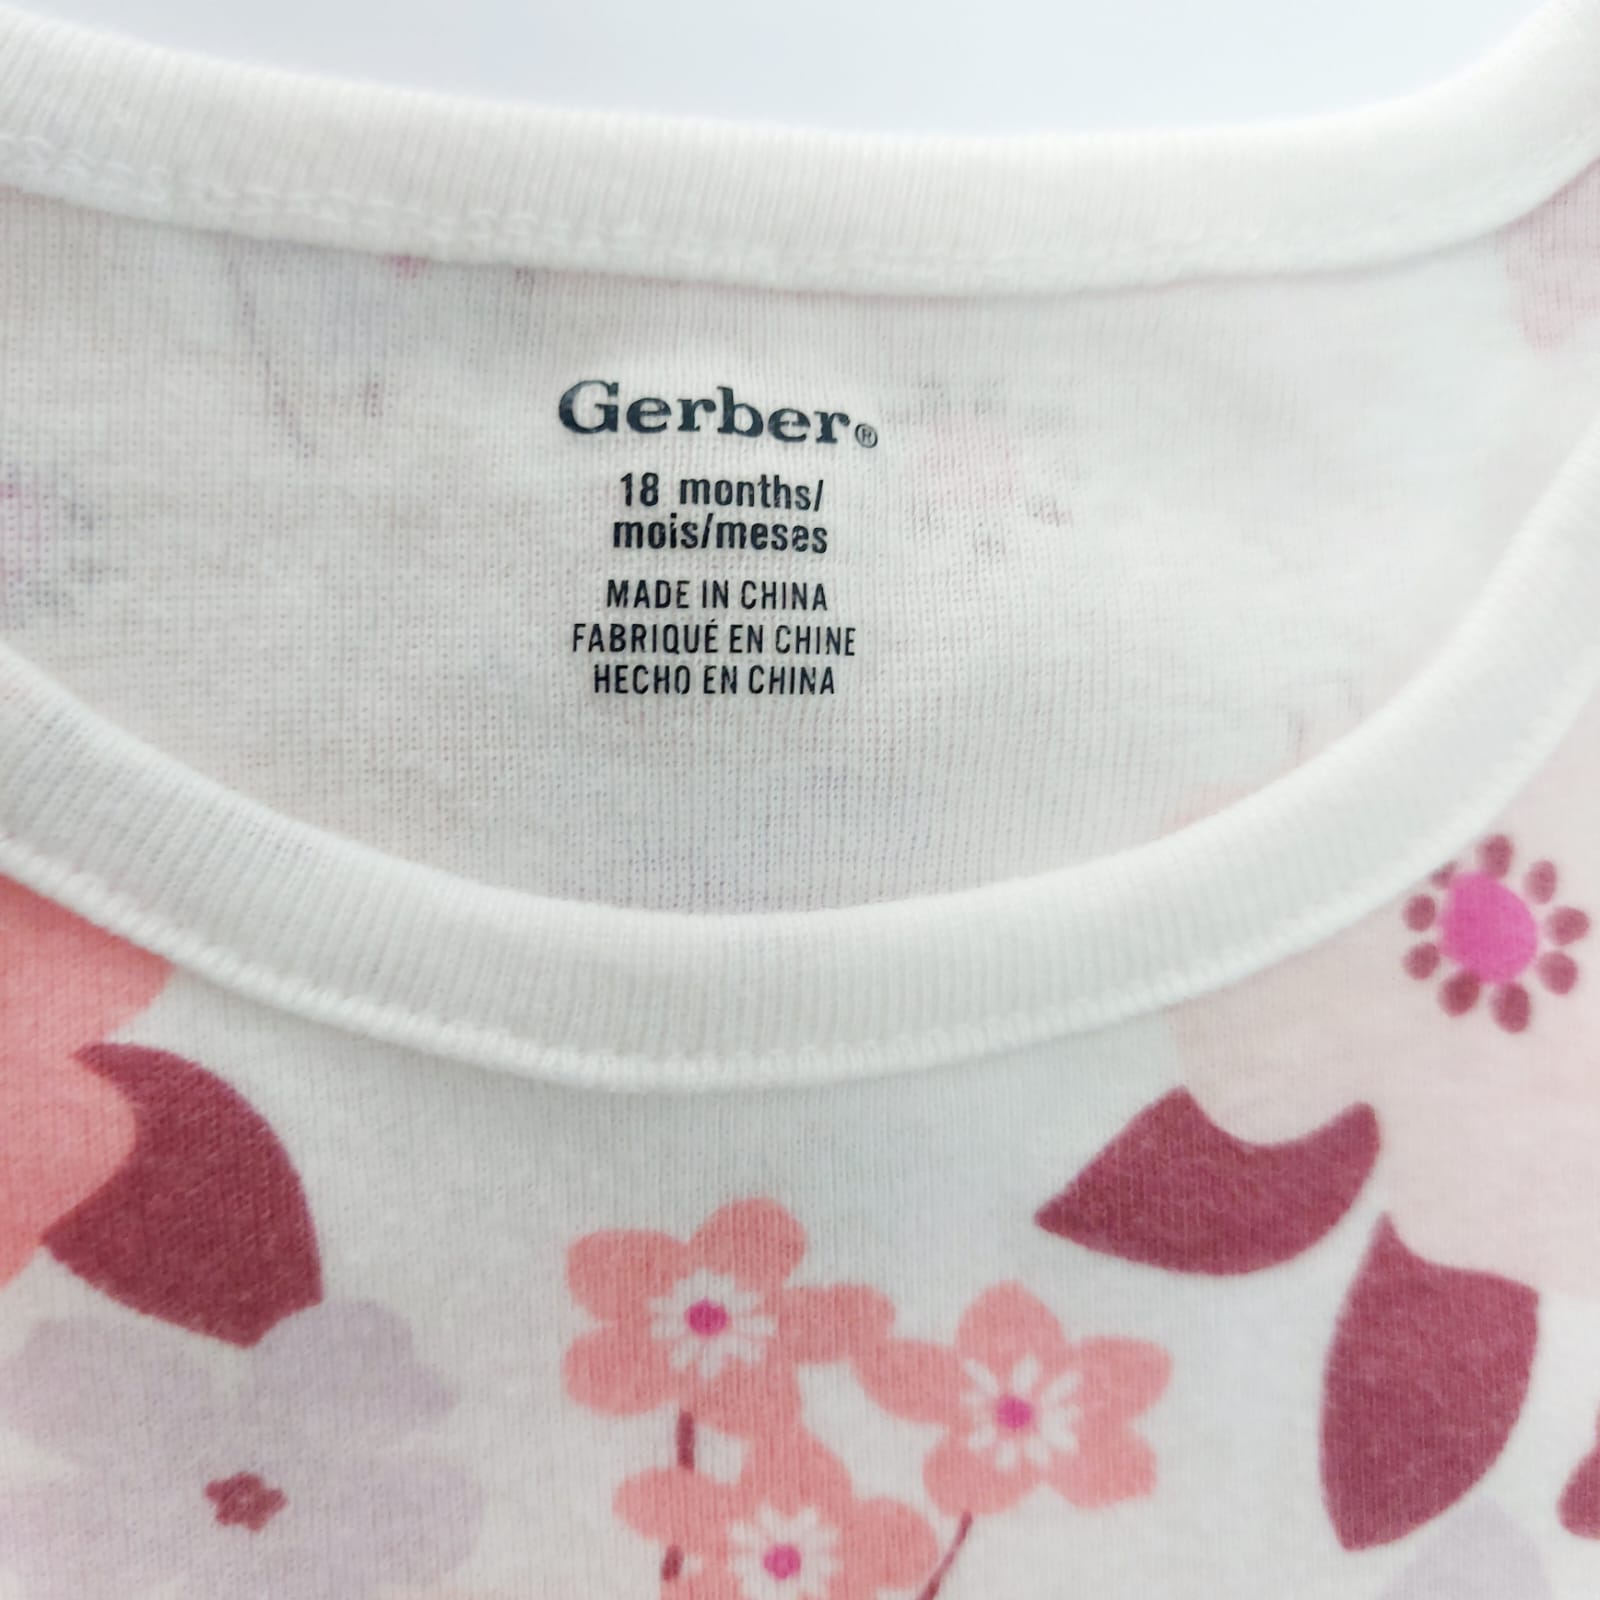 Gerber®
18 months/
mois/meses
MADE IN CHINA
FABRIQUÉ EN CHINE
HECHO EN CHINA